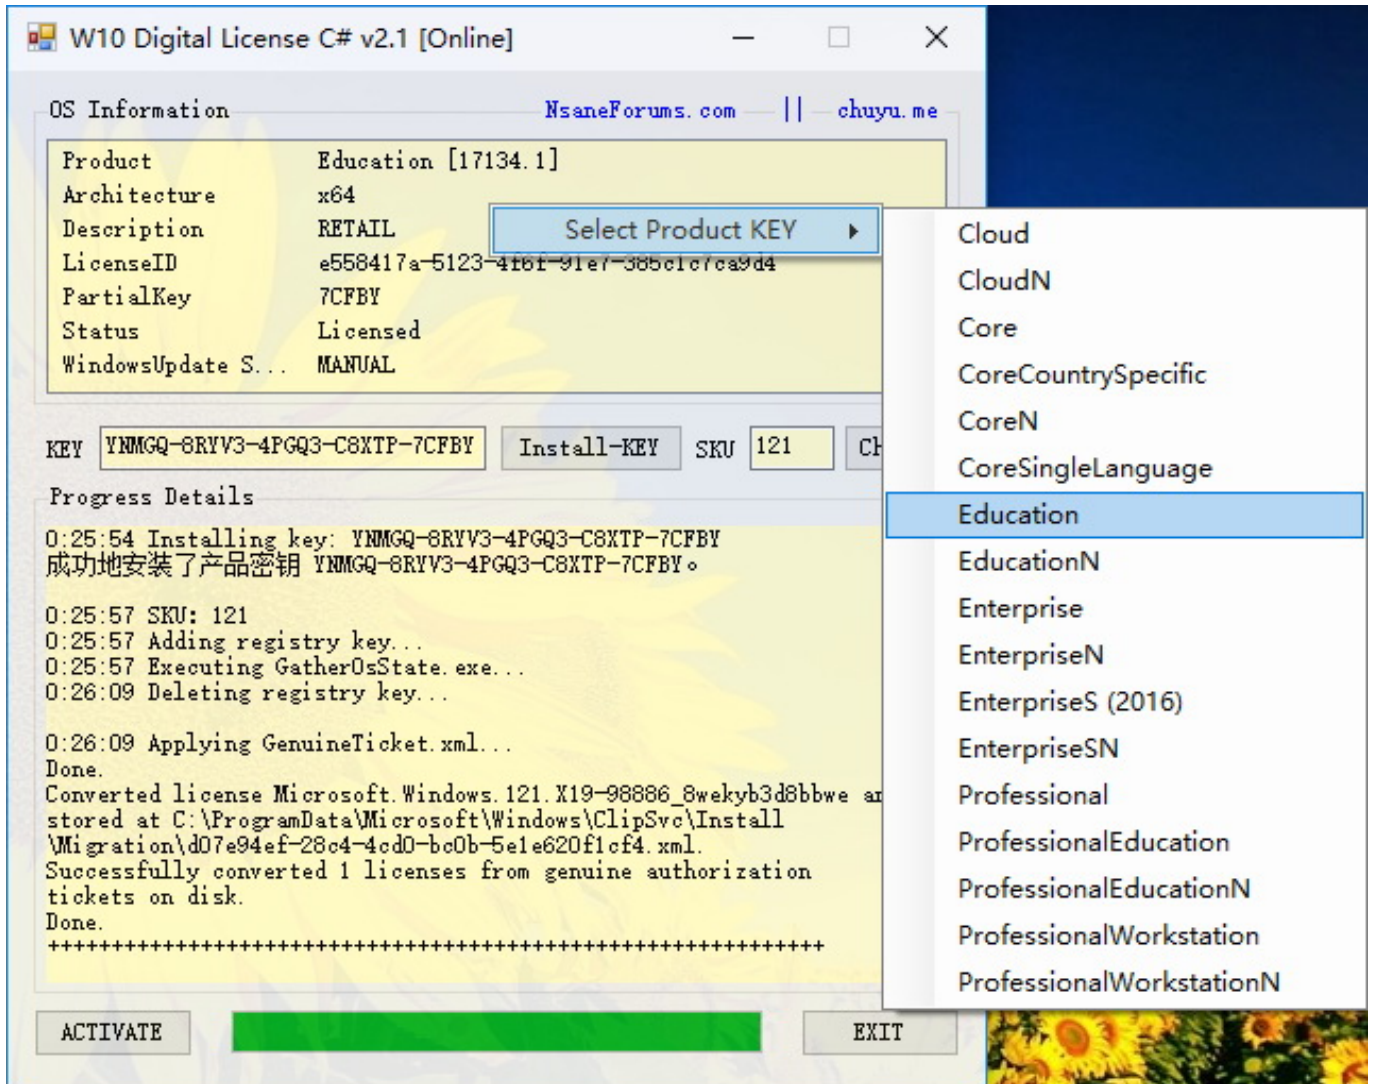 W10 Digital License C# v2.1 [Online]
OS Information NsaneForums.com || chuyu.me
Product Education [17134.1]
Architecture x64
Description RETAIL
LicenseID e558417a-5123-4f6f-91e7-385c1c7ca9d4
PartialKey 7CFBY
Status Licensed
WindowsUpdate S... MANUAL
Select Product KEY
KEY YNMGQ-8RYV3-4PGQ3-C8XTP-7CFBY Install-KEY SKU 121
Progress Details
0:25:54 Installing key: YNMGQ-8RYV3-4PGQ3-C8XTP-7CFBY
成功地安装了产品密钥 YNMGQ-8RYV3-4PGQ3-C8XTP-7CFBY。
0:25:57 SKU: 121
0:25:57 Adding registry key...
0:25:57 Executing GatherOsState.exe...
0:26:09 Deleting registry key...
0:26:09 Applying GenuineTicket.xml...
Done.
Converted license Microsoft.Windows.121.X19-98886_8wekyb3d8bbwe
stored at C:\ProgramData\Microsoft\Windows\ClipSvc\Install
\Migration\d07e94ef-28c4-4cd0-bc0b-5e1e620f1cf4.xml.
Successfully converted 1 licenses from genuine authorization
tickets on disk.
Done.
+++++++++++++++++++++++++++++++++++++++++++++++++++++++++++++
ACTIVATE EXIT
Cloud
CloudN
Core
CoreCountrySpecific
CoreN
CoreSingleLanguage
Education
EducationN
Enterprise
EnterpriseN
EnterpriseS (2016)
EnterpriseSN
Professional
ProfessionalEducation
ProfessionalEducationN
ProfessionalWorkstation
ProfessionalWorkstationN